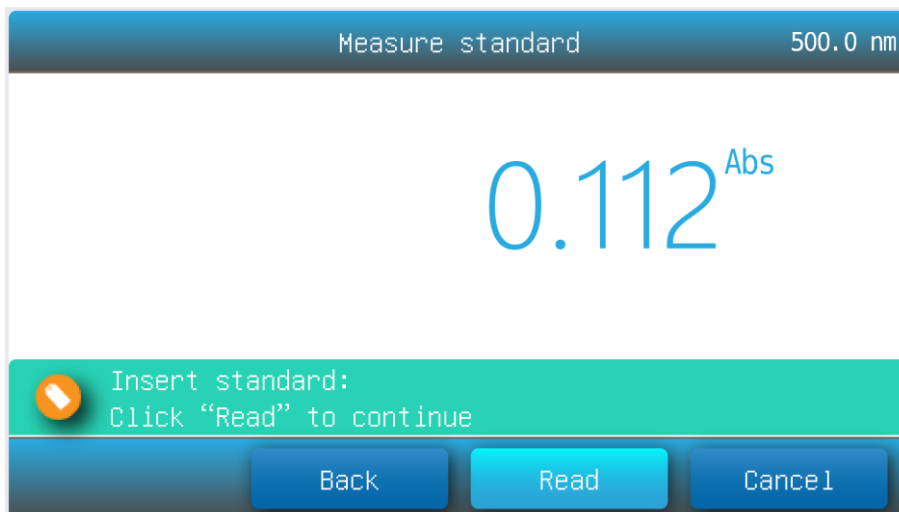 Measure standard 500.0 nm
0.112 Abs
Insert standard:
Click “Read” to continue
Back Read Cancel